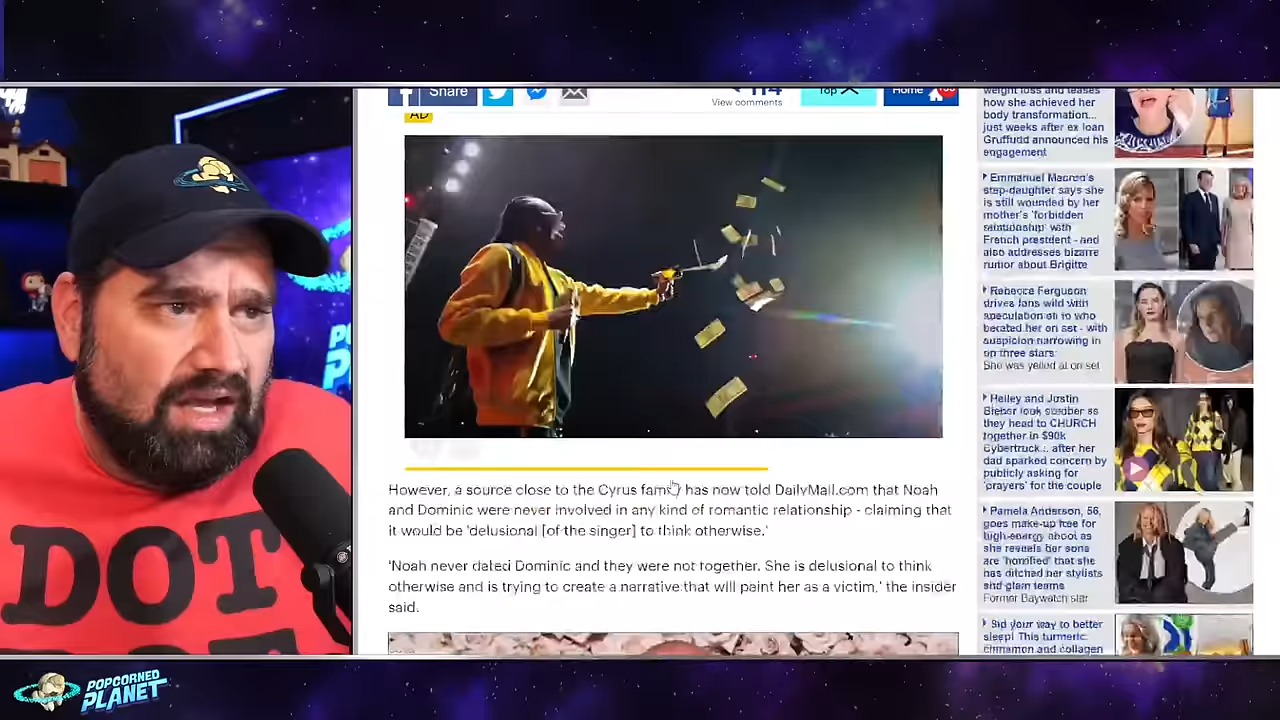 Share
View comments
Top
Home
AD
However, a source close to the Cyrus family has now told DailyMail.com that Noah
and Dominic were never involved in any kind of romantic relationship - claiming that
it would be 'delusional [of the singer] to think otherwise.'
'Noah never dated Dominic and they were not together. She is delusional to think
otherwise and is trying to create a narrative that will paint her as a victim,' the insider
said.
weight loss and teases
how she achieved her
body transformation...
just weeks after ex Ioan
Gruffudd announced his
engagement
Emmanuel Macron's
step-daughter says she
is still wounded by her
mother's 'forbidden
relationship' with
French president - and
also addresses bizarre
rumor about Brigitte
Rebecca Ferguson
drives fans wild with
speculation as to who
berated her on set - with
suspicion narrowing in
on three stars
She was yelled at on set
Hailey and Justin
Bieber look somber as
they head to CHURCH
together in $90k
Cybertruck... after her
dad sparked concern by
publicly asking for
'prayers' for the couple
Pamela Anderson, 56,
goes make-up free for
high-energy shoot as
she reveals her sons
are 'horrified' that she
has ditched her stylists
and glam teams
Former Baywatch star
Sip your way to better
sleep! This turmeric,
cinnamon and collagen
DOT
POPCORNED
PLANET